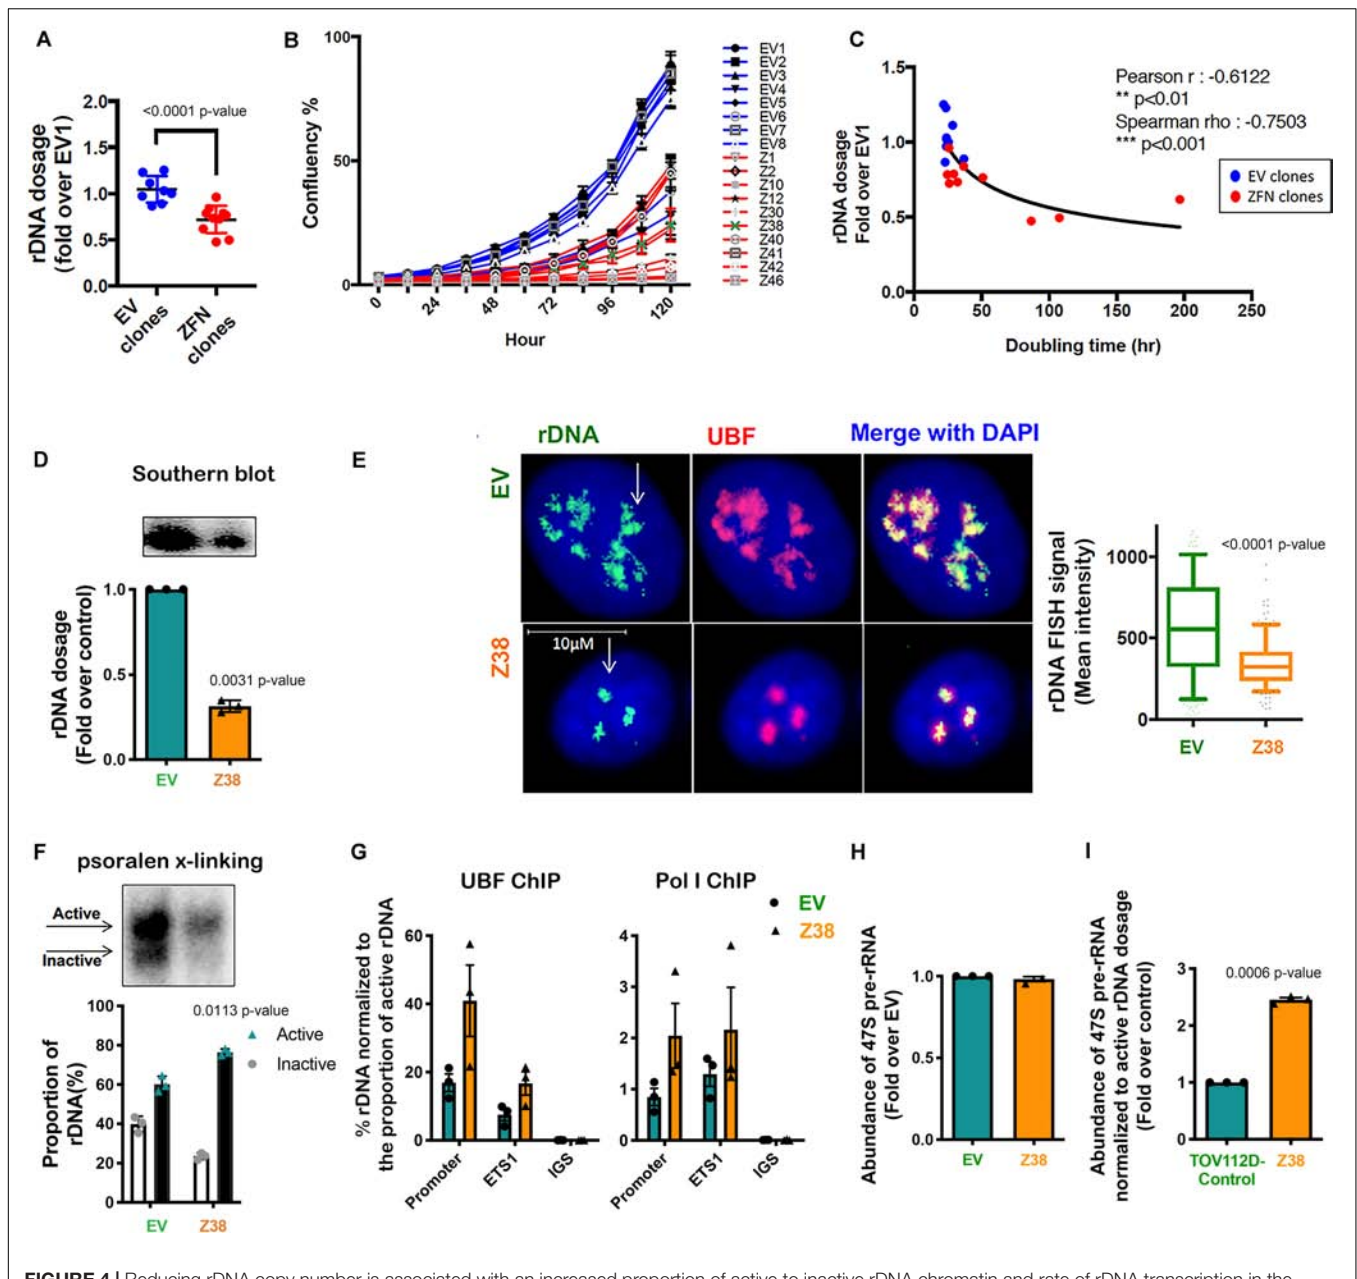 A
<0.0001 p-value
rDNA dosage
(fold over EV1)
2.0
1.5
1.0
0.5
0.0
EV
clones
ZFN
clones
B
Confluency %
100
50
0
0
24
48
72
96
120
Hour
EV1
EV2
EV3
EV4
EV5
EV6
EV7
EV8
Z1
Z2
Z10
Z12
Z30
Z38
Z40
Z41
Z42
Z46
C
rDNA dosage
Fold over EV1
1.5
1.0
0.5
0.0
0
50
100
150
200
250
Doubling time (hr)
Pearson r : -0.6122
** p<0.01
Spearman rho : -0.7503
*** p<0.001
EV clones
ZFN clones
D
Southern blot
rDNA dosage
(Fold over control)
1.0
0.5
0.0
0.0031 p-value
EV
Z38
E
rDNA
UBF
Merge with DAPI
EV
Z38
10µM
rDNA FISH signal
(Mean intensity)
1000
500
0
<0.0001 p-value
EV
Z38
F
psoralen x-linking
Active
Inactive
Proportion of
rDNA(%)
100
80
60
40
20
0
0.0113 p-value
Active
Inactive
EV
Z38
G
UBF ChIP
Pol I ChIP
EV
Z38
% rDNA normalized to
the proportion of active rDNA
60
40
20
0
Promoter
ETS1
IGS
4
3
2
1
0
Promoter
ETS1
IGS
H
Abundance of 47S pre-rRNA
(Fold over EV)
1.0
0.5
0.0
EV
Z38
I
Abundance of 47S pre-rRNA
normalized to active rDNA dosage
(Fold over control)
3
2
1
0
0.0006 p-value
TOV112D-
Control
Z38
FIGURE 4 | Reducing rDNA copy number is associated with an increased proportion of active to inactive rDNA chromatin and rate of rDNA transcription in the